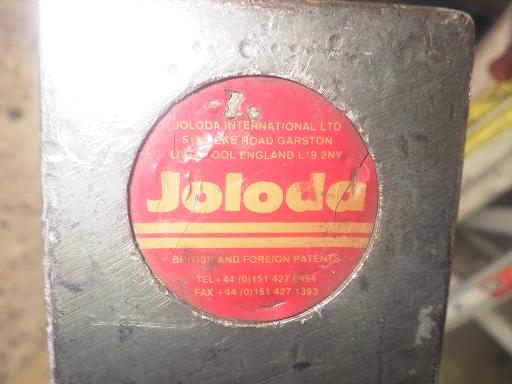 JOLODA INTERNATIONAL LTD
ROAD GARSTON
ENGLAND L19 2NY
Joloda
BRITISH AND FOREIGN PATENTS
TEL +44 (0)151 427 8954
FAX +44 (0)151 427 1393